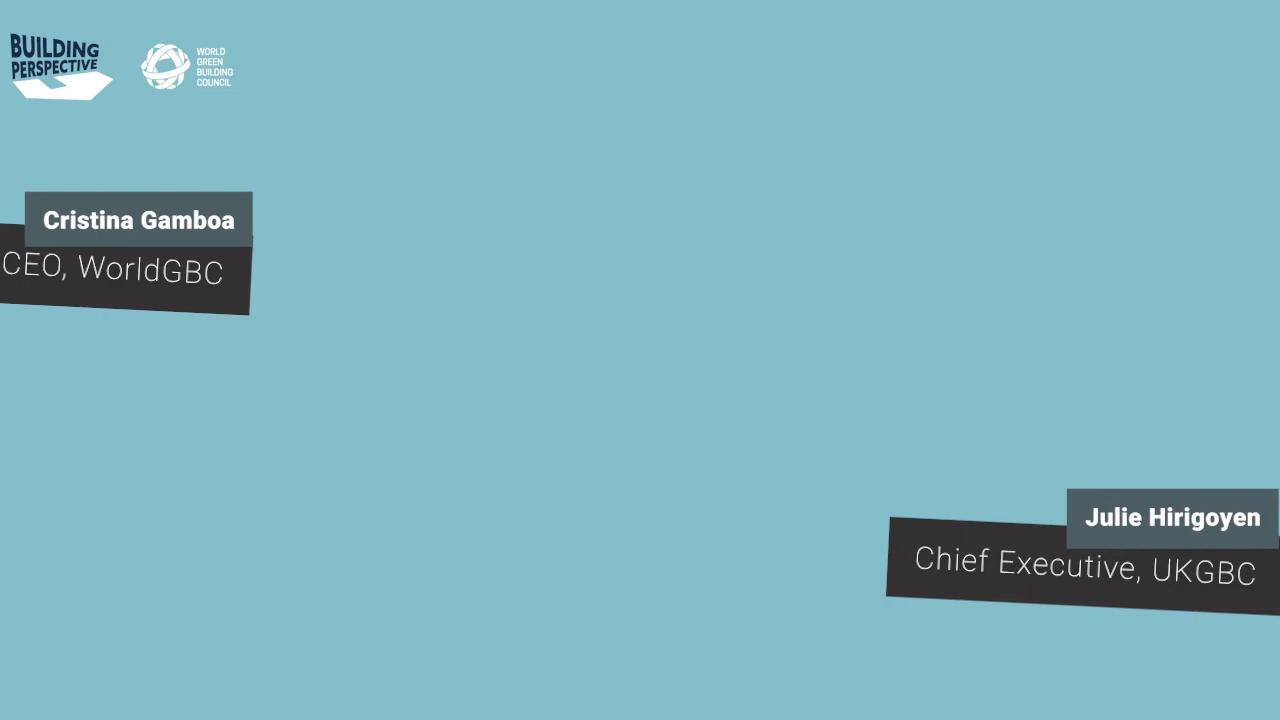 BUILDING
PERSPECTIVE
WORLD
GREEN
BUILDING
COUNCIL
Cristina Gamboa
CEO, WorldGBC
Julie Hirigoyen
Chief Executive, UKGBC